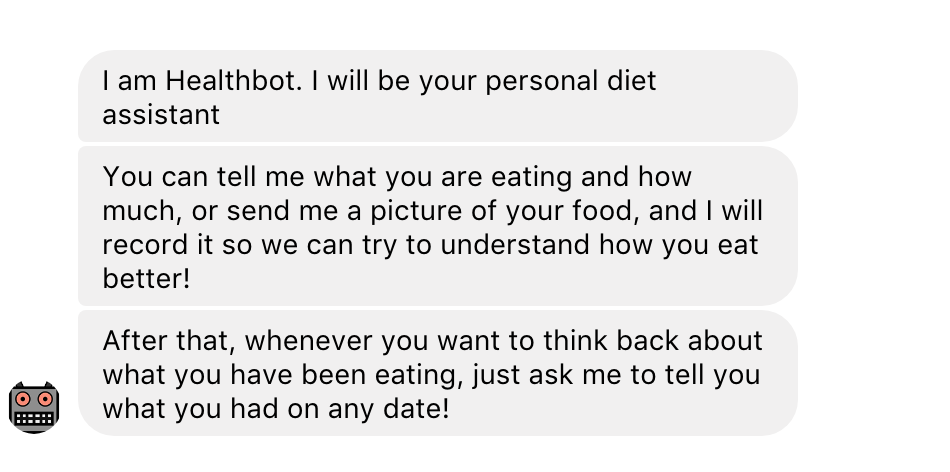 I am Healthbot. I will be your personal diet
assistant
You can tell me what you are eating and how
much, or send me a picture of your food, and I will
record it so we can try to understand how you eat
better!
After that, whenever you want to think back about
what you have been eating, just ask me to tell you
what you had on any date!